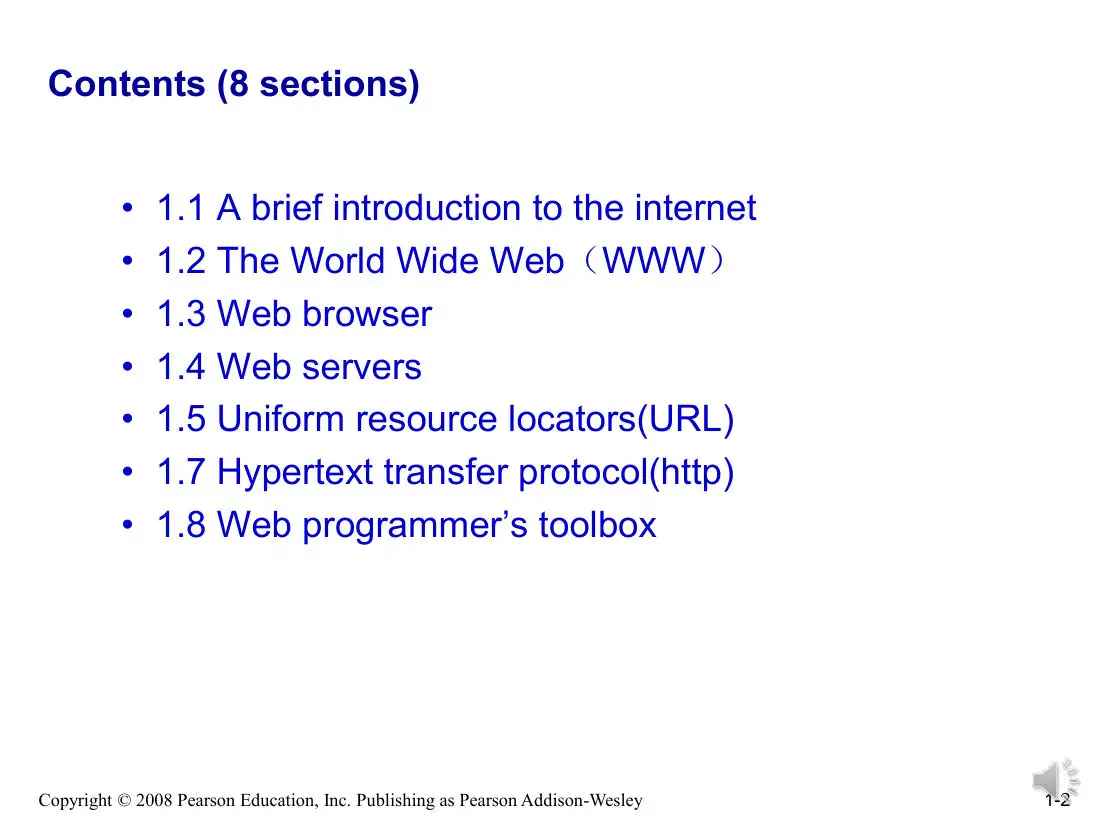 Contents (8 sections)
• 1.1 A brief introduction to the internet
• 1.2 The World Wide Web（WWW）
• 1.3 Web browser
• 1.4 Web servers
• 1.5 Uniform resource locators(URL)
• 1.7 Hypertext transfer protocol(http)
• 1.8 Web programmer’s toolbox
Copyright © 2008 Pearson Education, Inc. Publishing as Pearson Addison-Wesley
1-2